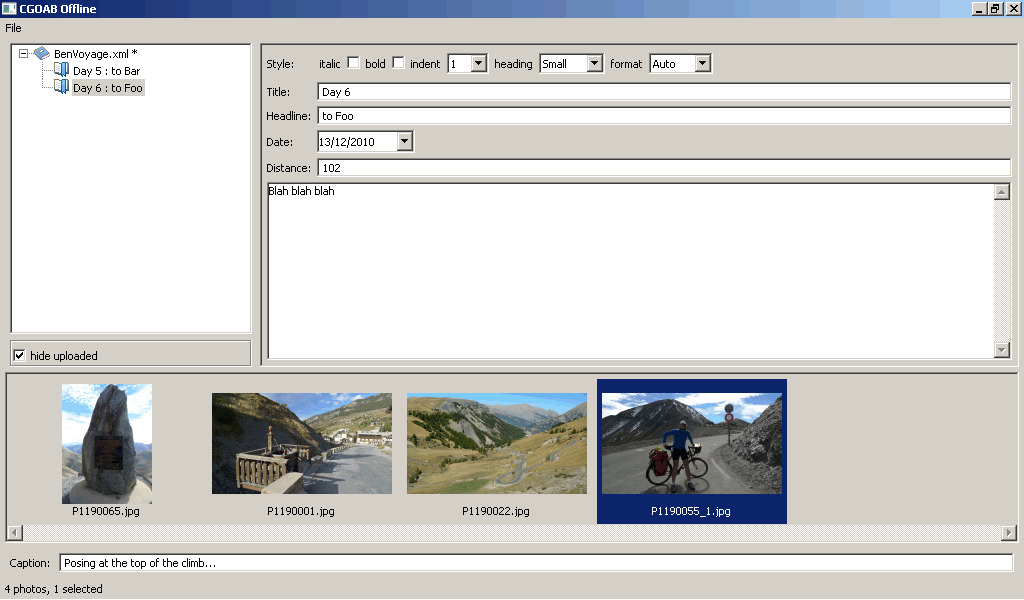 CGOAB Offline
File
BenVoyage.xml *
Day 5 : to Bar
Day 6 : to Foo
hide uploaded
Style: italic bold indent 1 heading Small format Auto
Title: Day 6
Headline: to Foo
Date: 13/12/2010
Distance: 102
Blah blah blah
P1190065.jpg P1190001.jpg P1190022.jpg P1190055_1.jpg
Caption: Posing at the top of the climb...
4 photos, 1 selected